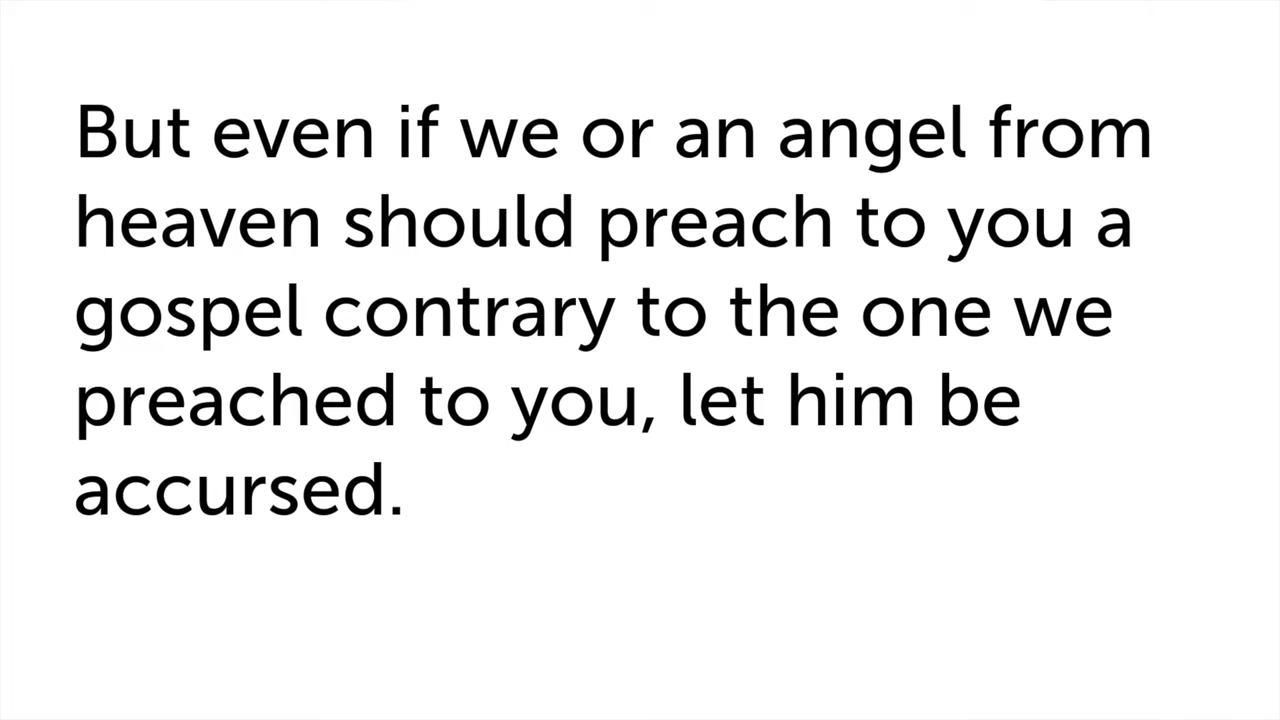 But even if we or an angel from
heaven should preach to you a
gospel contrary to the one we
preached to you, let him be
accursed.